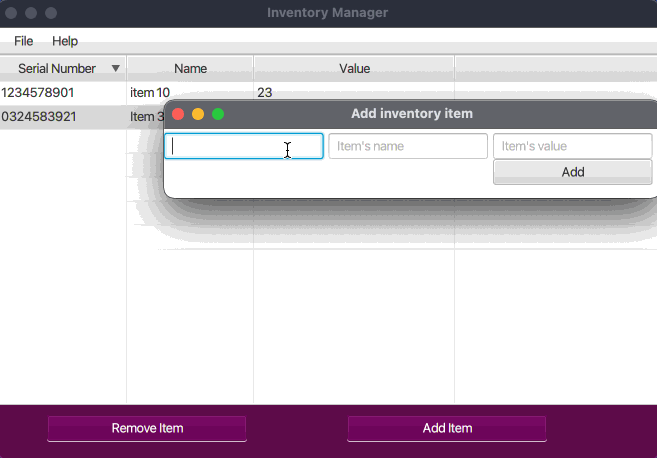 Inventory Manager
File Help
Serial Number Name Value
1234578901 item 10 23
0324583921 Item 3
Add inventory item
Item's name Item's value
Add
Remove Item Add Item